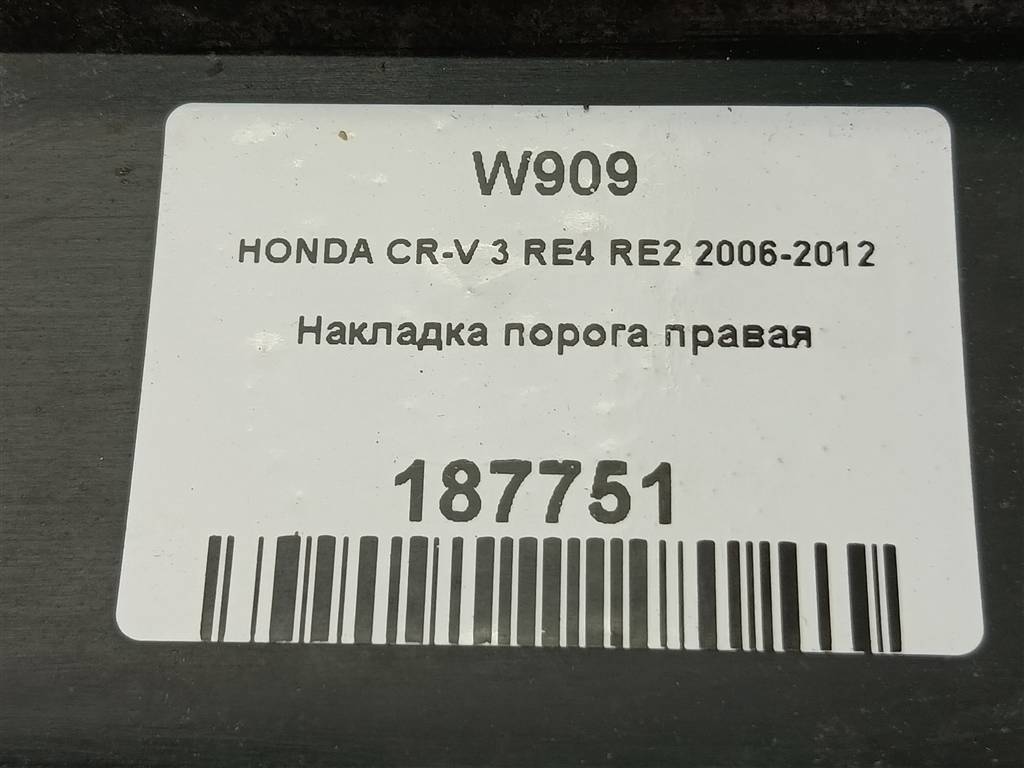 W909
HONDA CR-V 3 RE4 RE2 2006-2012
Накладка порога правая
187751